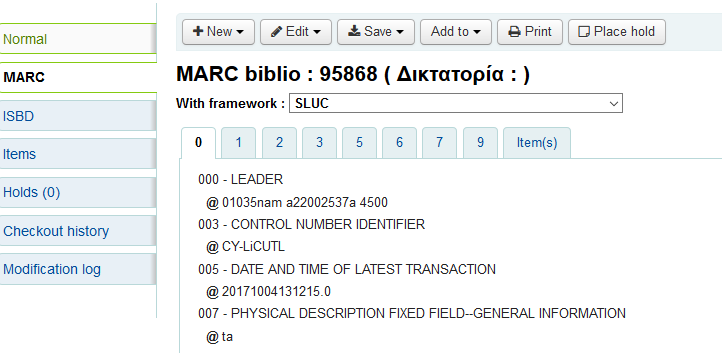 New Edit Save Add to Print Place hold
Normal
MARC
ISBD
Items
Holds (0)
Checkout history
Modification log
MARC biblio : 95868 ( Δικτατορία : )
With framework : SLUC
0 1 2 3 5 6 7 9 Item(s)
000 - LEADER
@ 01035nam a22002537a 4500
003 - CONTROL NUMBER IDENTIFIER
@ CY-LiCUTL
005 - DATE AND TIME OF LATEST TRANSACTION
@ 20171004131215.0
007 - PHYSICAL DESCRIPTION FIXED FIELD--GENERAL INFORMATION
@ ta